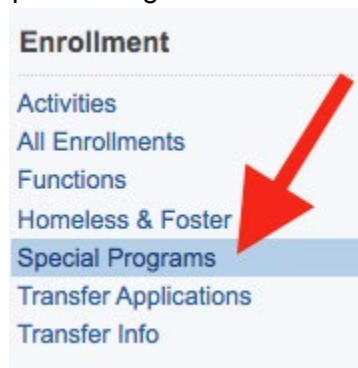 Enrollment
Activities
All Enrollments
Functions
Homeless & Foster
Special Programs
Transfer Applications
Transfer Info